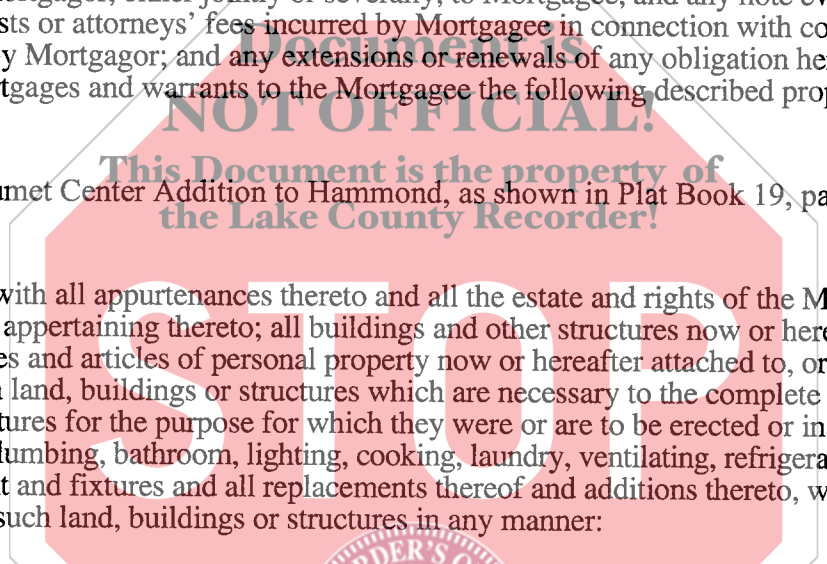 ortgagor, either jointly or severally, to Mortgagee, and any note ev
sts or attorneys’ fees incurred by Mortgagee in connection with co
Document is
y Mortgagor; and any extensions or renewals of any obligation he
tgages and warrants to the Mortgagee the following described prop
NOT OFFICIAL!
This Document is the property of
umet Center Addition to Hammond, as shown in Plat Book 19, pa
the Lake County Recorder!
with all appurtenances thereto and all the estate and rights of the M
appertaining thereto; all buildings and other structures now or here
es and articles of personal property now or hereafter attached to, or
land, buildings or structures which are necessary to the complete
tures for the purpose for which they were or are to be erected or in
STOP
lumbing, bathroom, lighting, cooking, laundry, ventilating, refrigera
t and fixtures and all replacements thereof and additions thereto, w
such land, buildings or structures in any manner:
RDER'S O